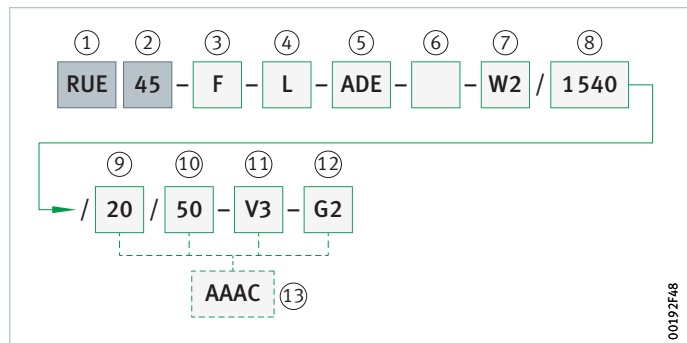 ① ② ③ ④ ⑤ ⑥ ⑦ ⑧
RUE 45 – F – L – ADE – – W2 / 1540
⑨ ⑩ ⑪ ⑫
/ 20 / 50 – V3 – G2
AAAC ⑬
00192F48